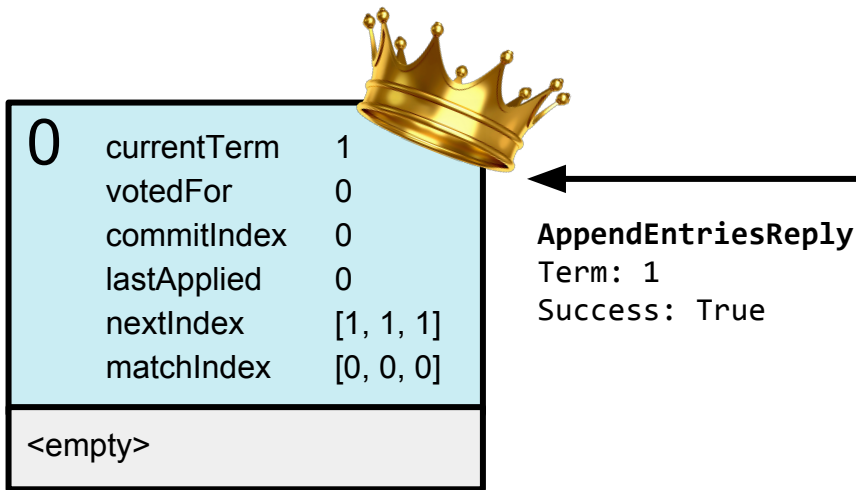 0
currentTerm 1
votedFor 0
commitIndex 0
lastApplied 0
nextIndex [1, 1, 1]
matchIndex [0, 0, 0]
<empty>
AppendEntriesReply
Term: 1
Success: True